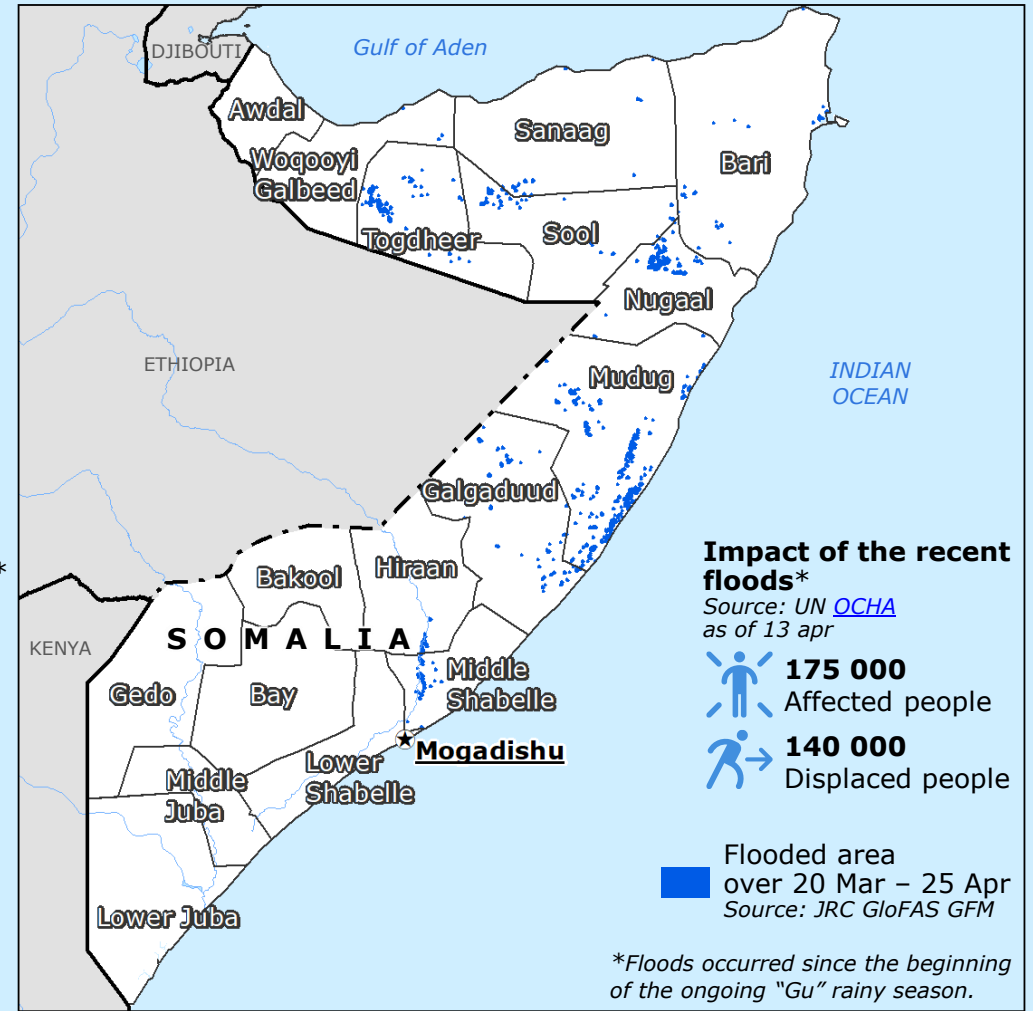 DJIBOUTI
Gulf of Aden
Awdal
Sanaag
Woqooyi
Galbeed
Bari
Togdheer
Sool
Nugaal
ETHIOPIA
Mudug
INDIAN
OCEAN
Galgaduud
Hiraan
Bakool
*
KENYA
SOMALIA
Gedo
Bay
Middle
Shabelle
Mogadishu
Lower
Shabelle
Middle
Juba
Lower Juba
Impact of the recent
floods*
Source: UN OCHA
as of 13 apr
175 000
Affected people
140 000
Displaced people
Flooded area
over 20 Mar – 25 Apr
Source: JRC GloFAS GFM
*Floods occurred since the beginning
of the ongoing “Gu” rainy season.